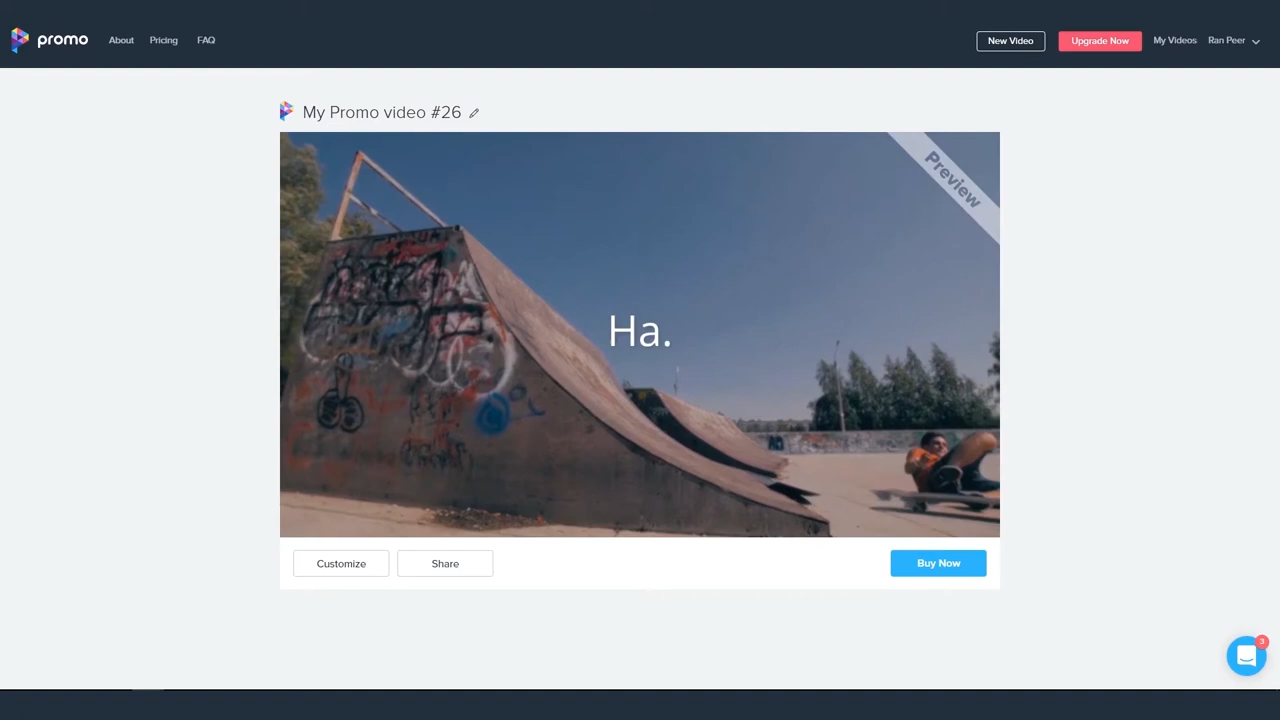 promo
About
Pricing
FAQ
New Video
Upgrade Now
My Videos
Ran Peer
My Promo video #26
Preview
Ha.
Customize
Share
Buy Now
3